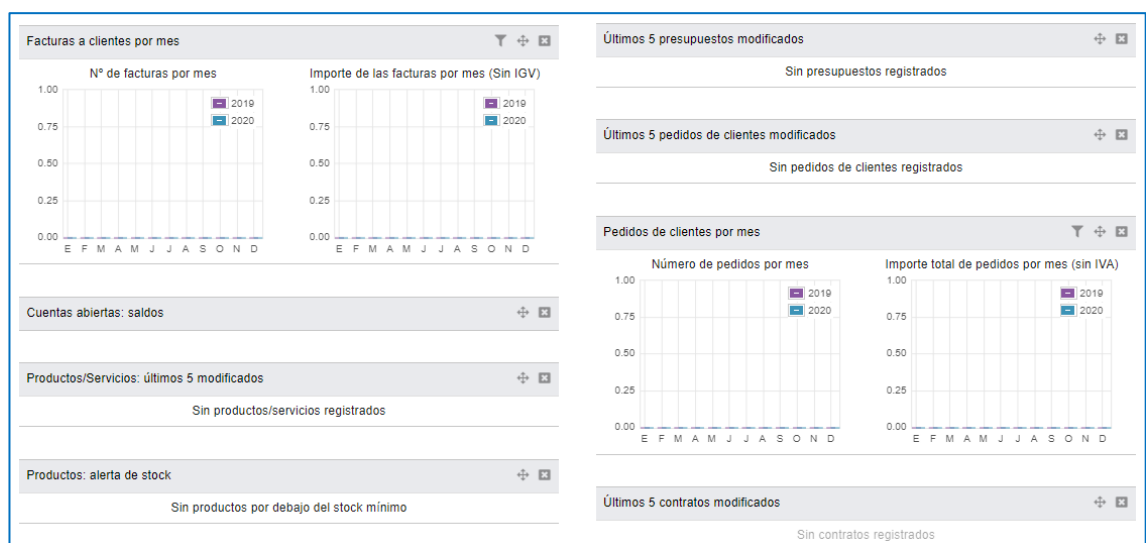 Facturas a clientes por mes
Nº de facturas por mes
1.00
0.75
0.50
0.25
0.00
2019
2020
E F M A M J J A S O N D
Importe de las facturas por mes (Sin IGV)
1.00
0.75
0.50
0.25
0.00
2019
2020
E F M A M J J A S O N D
Cuentas abiertas: saldos
Productos/Servicios: últimos 5 modificados
Sin productos/servicios registrados
Productos: alerta de stock
Sin productos por debajo del stock mínimo
Últimos 5 presupuestos modificados
Sin presupuestos registrados
Últimos 5 pedidos de clientes modificados
Sin pedidos de clientes registrados
Pedidos de clientes por mes
Número de pedidos por mes
1.00
0.75
0.50
0.25
0.00
2019
2020
E F M A M J J A S O N D
Importe total de pedidos por mes (sin IVA)
1.00
0.75
0.50
0.25
0.00
2019
2020
E F M A M J J A S O N D
Últimos 5 contratos modificados
Sin contratos registrados